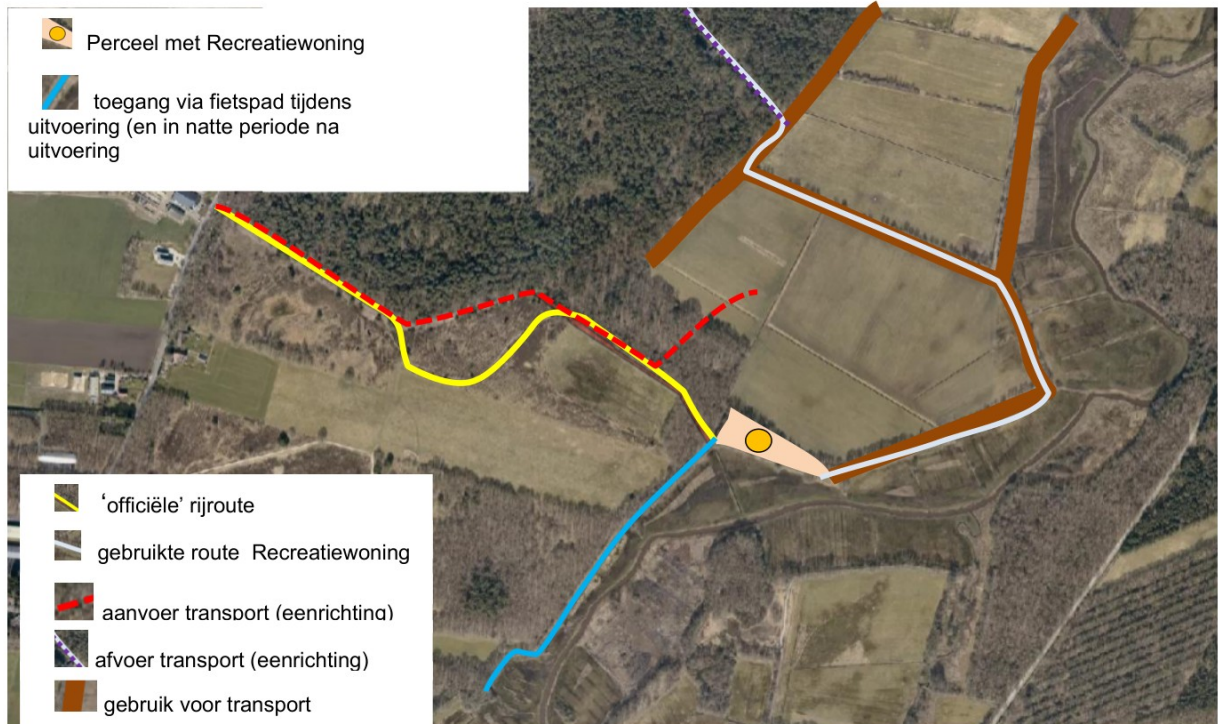 Perceel met Recreatiewoning
toegang via fietspad tijdens
uitvoering (en in natte periode na
uitvoering
‘officiële’ rijroute
gebruikte route Recreatiewoning
aanvoer transport (eenrichting)
afvoer transport (eenrichting)
gebruik voor transport